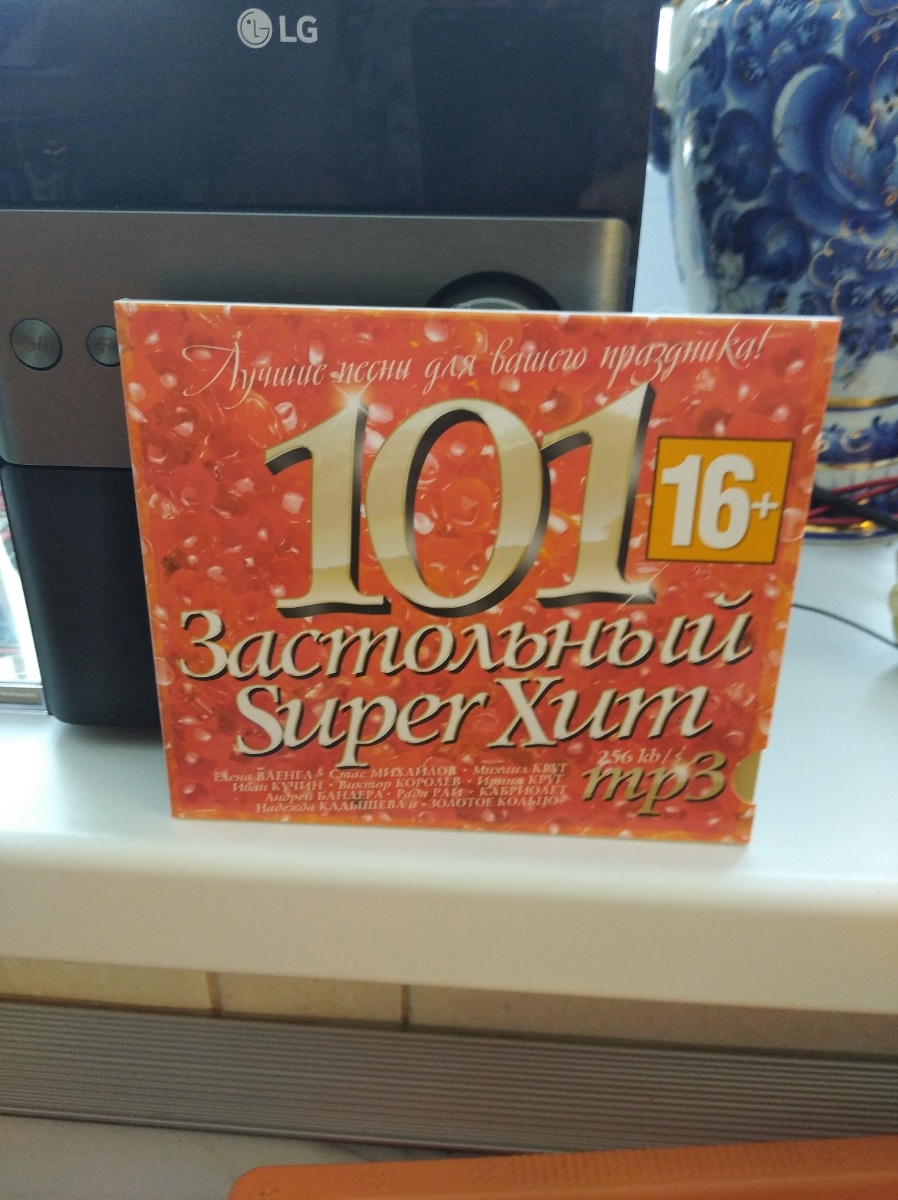 LG
Лучшие песни для вашего праздника!
101
16+
Застольный
Super Хит
256 kb/s
mp3
Елена ВАЕНГА • Стас МИХАЙЛОВ • Михаил КРУГ
Иван КУЧИН • Виктор КОРОЛЁВ • Ирина КРУГ
Андрей БАНДЕРА • Рада РАЙ • КАБРИОЛЕТ
Надежда КАДЫШЕВА и «ЗОЛОТОЕ КОЛЬЦО»